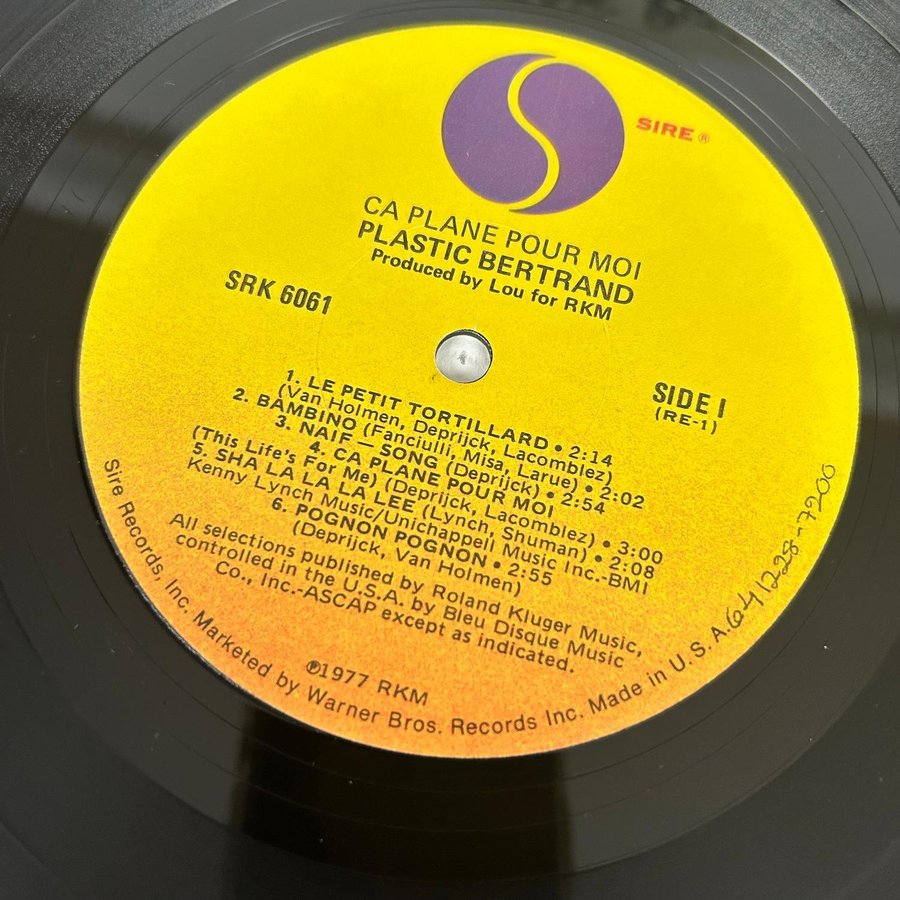 SIRE ®
CA PLANE POUR MOI
PLASTIC BERTRAND
Produced by Lou for RKM
SRK 6061
SIDE I
(RE-1)
1. LE PETIT TORTILLARD • 2:14
(Van Holmen, Deprijck, Lacomblez)
2. BAMBINO (Fanciulli, Misa, Larue) • 2:02
3. NAIF — SONG (Deprijck) • 2:54
4. CA PLANE POUR MOI
(This Life's For Me) (Deprijck, Lacomblez) • 3:00
5. SHA LA LA LA LEE (Lynch, Shuman) • 2:08
Kenny Lynch Music/Unichappell Music Inc.-BMI
6. POGNON POGNON • 2:55
(Deprijck, Van Holmen)
All selections published by Roland Kluger Music,
controlled in the U.S.A. by Bleu Disque Music
Co., Inc.-ASCAP except as indicated.
℗1977 RKM
Sire Records, Inc. Marketed by Warner Bros. Records Inc. Made in U.S.A.
641228-7200